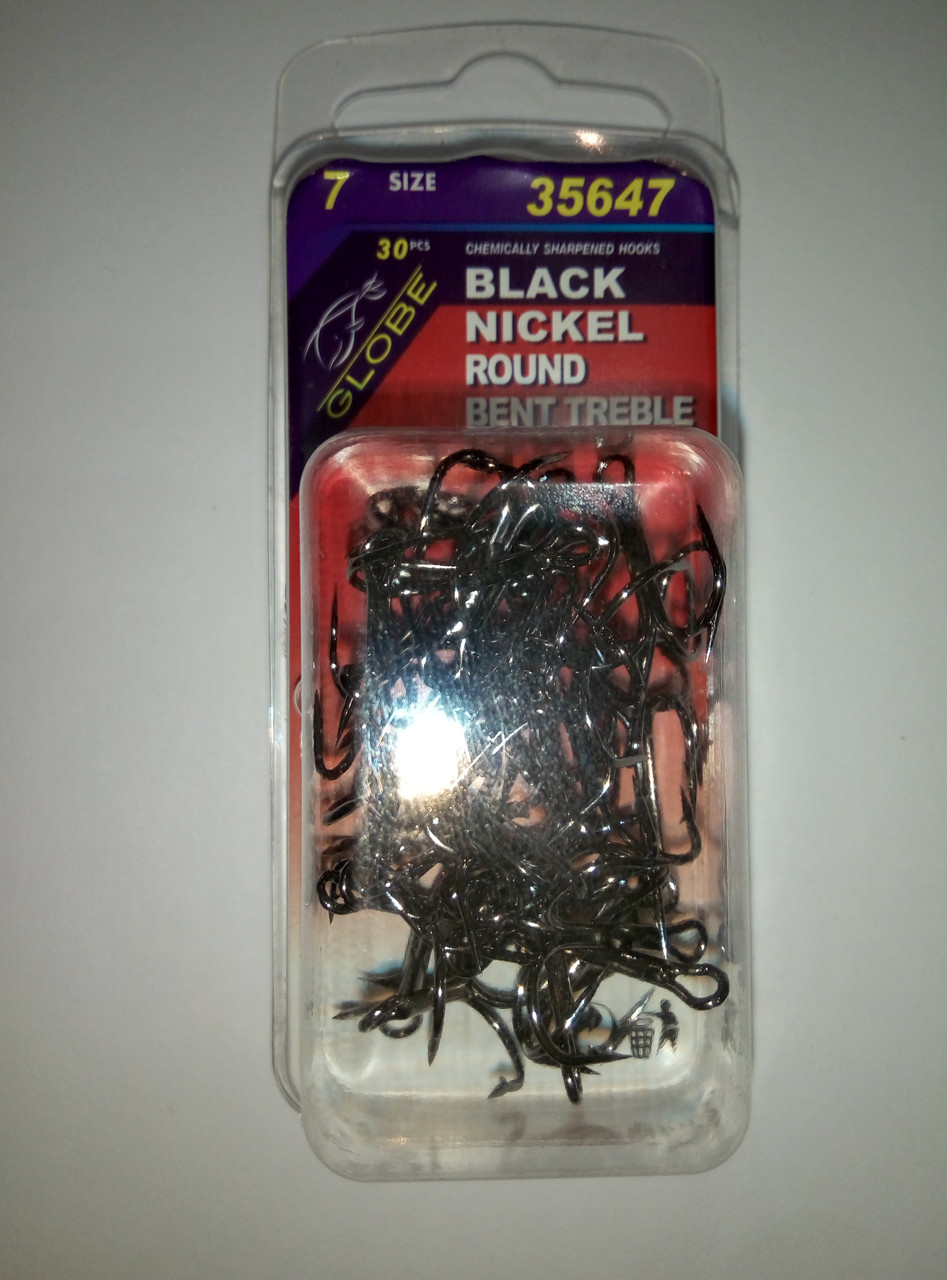 7 SIZE 35647
30 PCS
CHEMICALLY SHARPENED HOOKS
GLOBE
BLACK
NICKEL
ROUND
BENT TREBLE